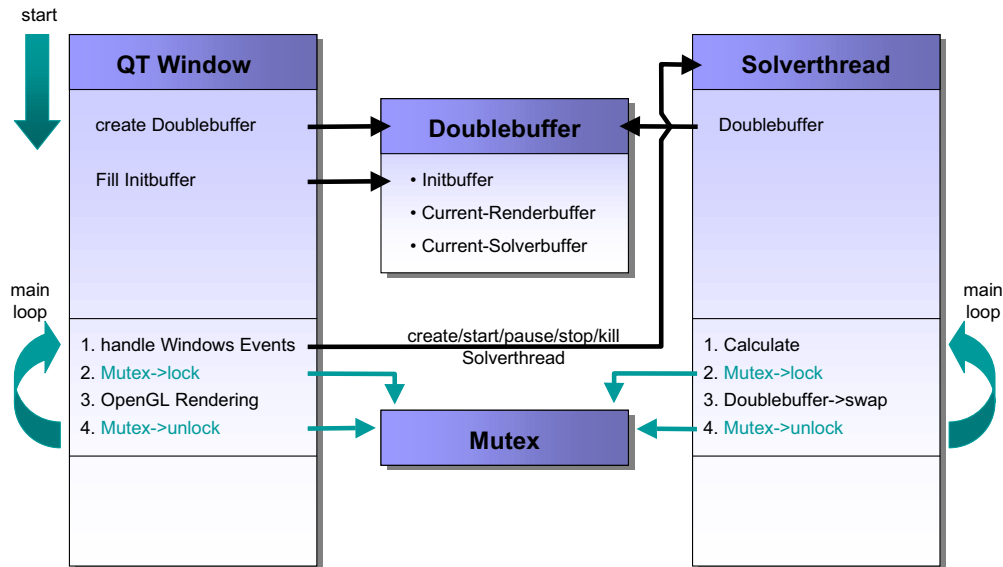 start
QT Window
create Doublebuffer
Fill Initbuffer
Doublebuffer
• Initbuffer
• Current-Renderbuffer
• Current-Solverbuffer
Solverthread
Doublebuffer
main
loop
1. handle Windows Events
2. Mutex->lock
3. OpenGL Rendering
4. Mutex->unlock
create/start/pause/stop/kill
Solverthread
Mutex
1. Calculate
2. Mutex->lock
3. Doublebuffer->swap
4. Mutex->unlock
main
loop